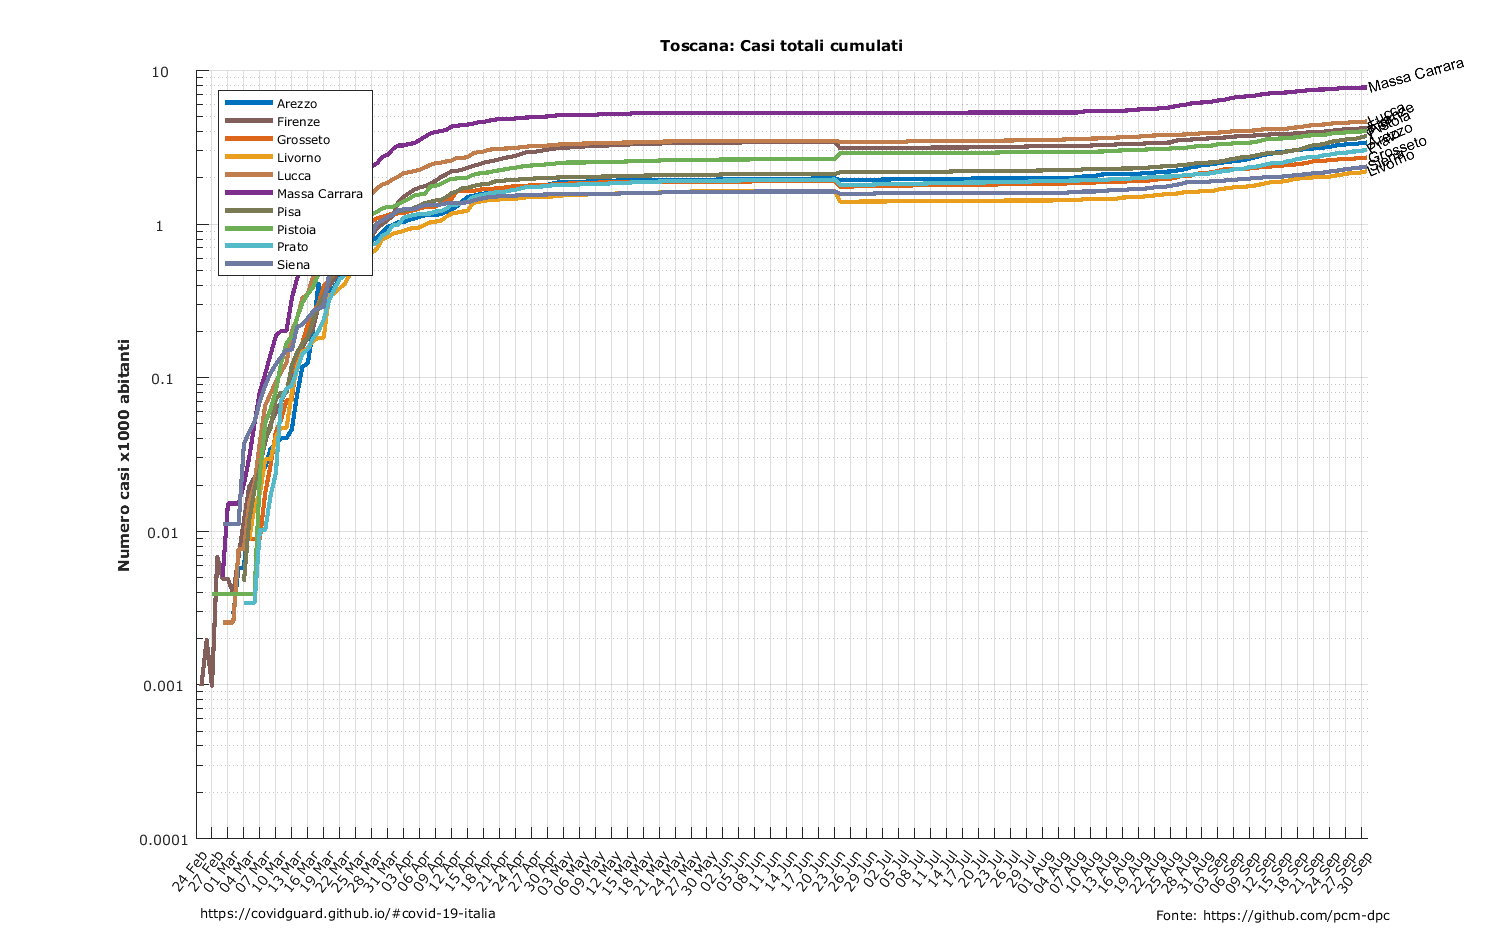 Toscana: Casi totali cumulati
Numero casi x1000 abitanti
10
1
0.1
0.01
0.001
0.0001
Arezzo
Firenze
Grosseto
Livorno
Lucca
Massa Carrara
Pisa
Pistoia
Prato
Siena
Massa Carrara
Lucca
Pistoia
Arezzo
Prato
Grosseto
Livorno
24 Feb
27 Feb
01 Mar
04 Mar
07 Mar
10 Mar
13 Mar
16 Mar
19 Mar
22 Mar
25 Mar
28 Mar
31 Mar
03 Apr
06 Apr
09 Apr
12 Apr
15 Apr
18 Apr
21 Apr
24 Apr
27 Apr
30 Apr
03 May
06 May
09 May
12 May
15 May
18 May
21 May
24 May
27 May
30 May
02 Jun
05 Jun
08 Jun
11 Jun
14 Jun
17 Jun
20 Jun
23 Jun
26 Jun
29 Jun
02 Jul
05 Jul
08 Jul
11 Jul
14 Jul
17 Jul
20 Jul
23 Jul
26 Jul
29 Jul
01 Aug
04 Aug
07 Aug
10 Aug
13 Aug
16 Aug
19 Aug
22 Aug
25 Aug
28 Aug
31 Aug
03 Sep
06 Sep
09 Sep
12 Sep
15 Sep
18 Sep
21 Sep
24 Sep
27 Sep
30 Sep
https://covidguard.github.io/#covid-19-italia
Fonte: https://github.com/pcm-dpc